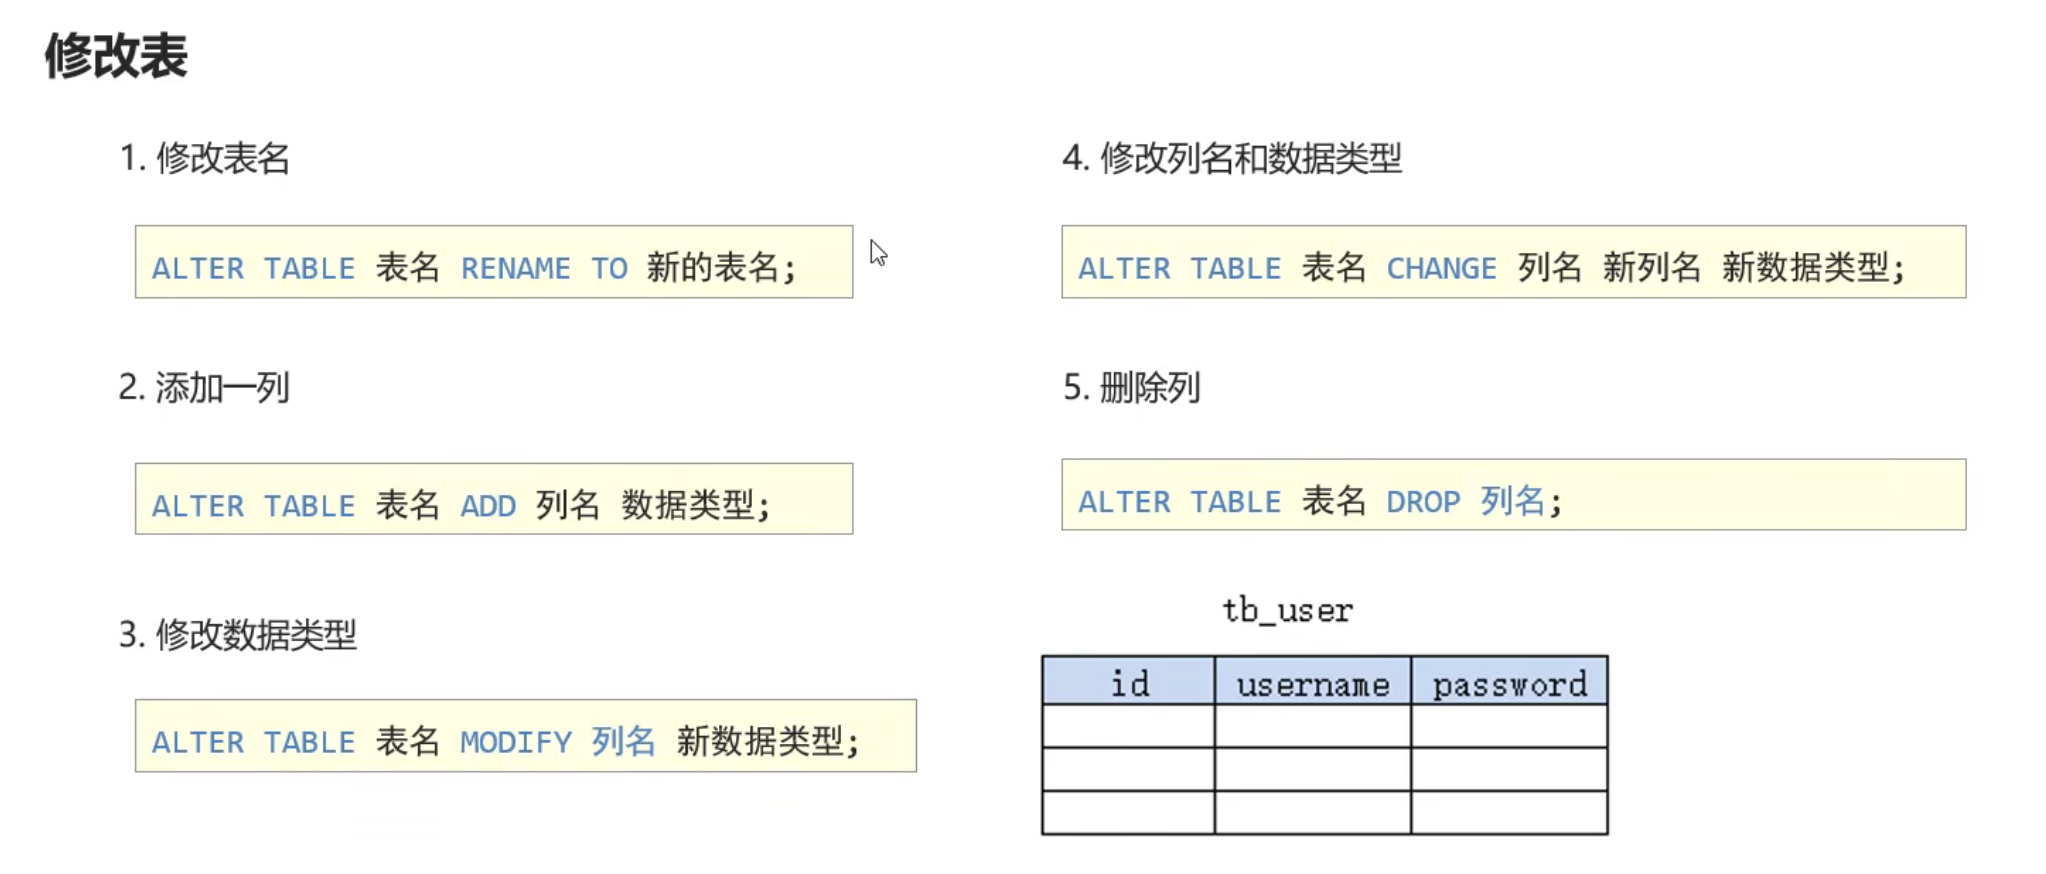 修改表
1. 修改表名
ALTER TABLE 表名 RENAME TO 新的表名;
2. 添加一列
ALTER TABLE 表名 ADD 列名 数据类型;
3. 修改数据类型
ALTER TABLE 表名 MODIFY 列名 新数据类型;
4. 修改列名和数据类型
ALTER TABLE 表名 CHANGE 列名 新列名 新数据类型;
5. 删除列
ALTER TABLE 表名 DROP 列名;
tb_user
id username password